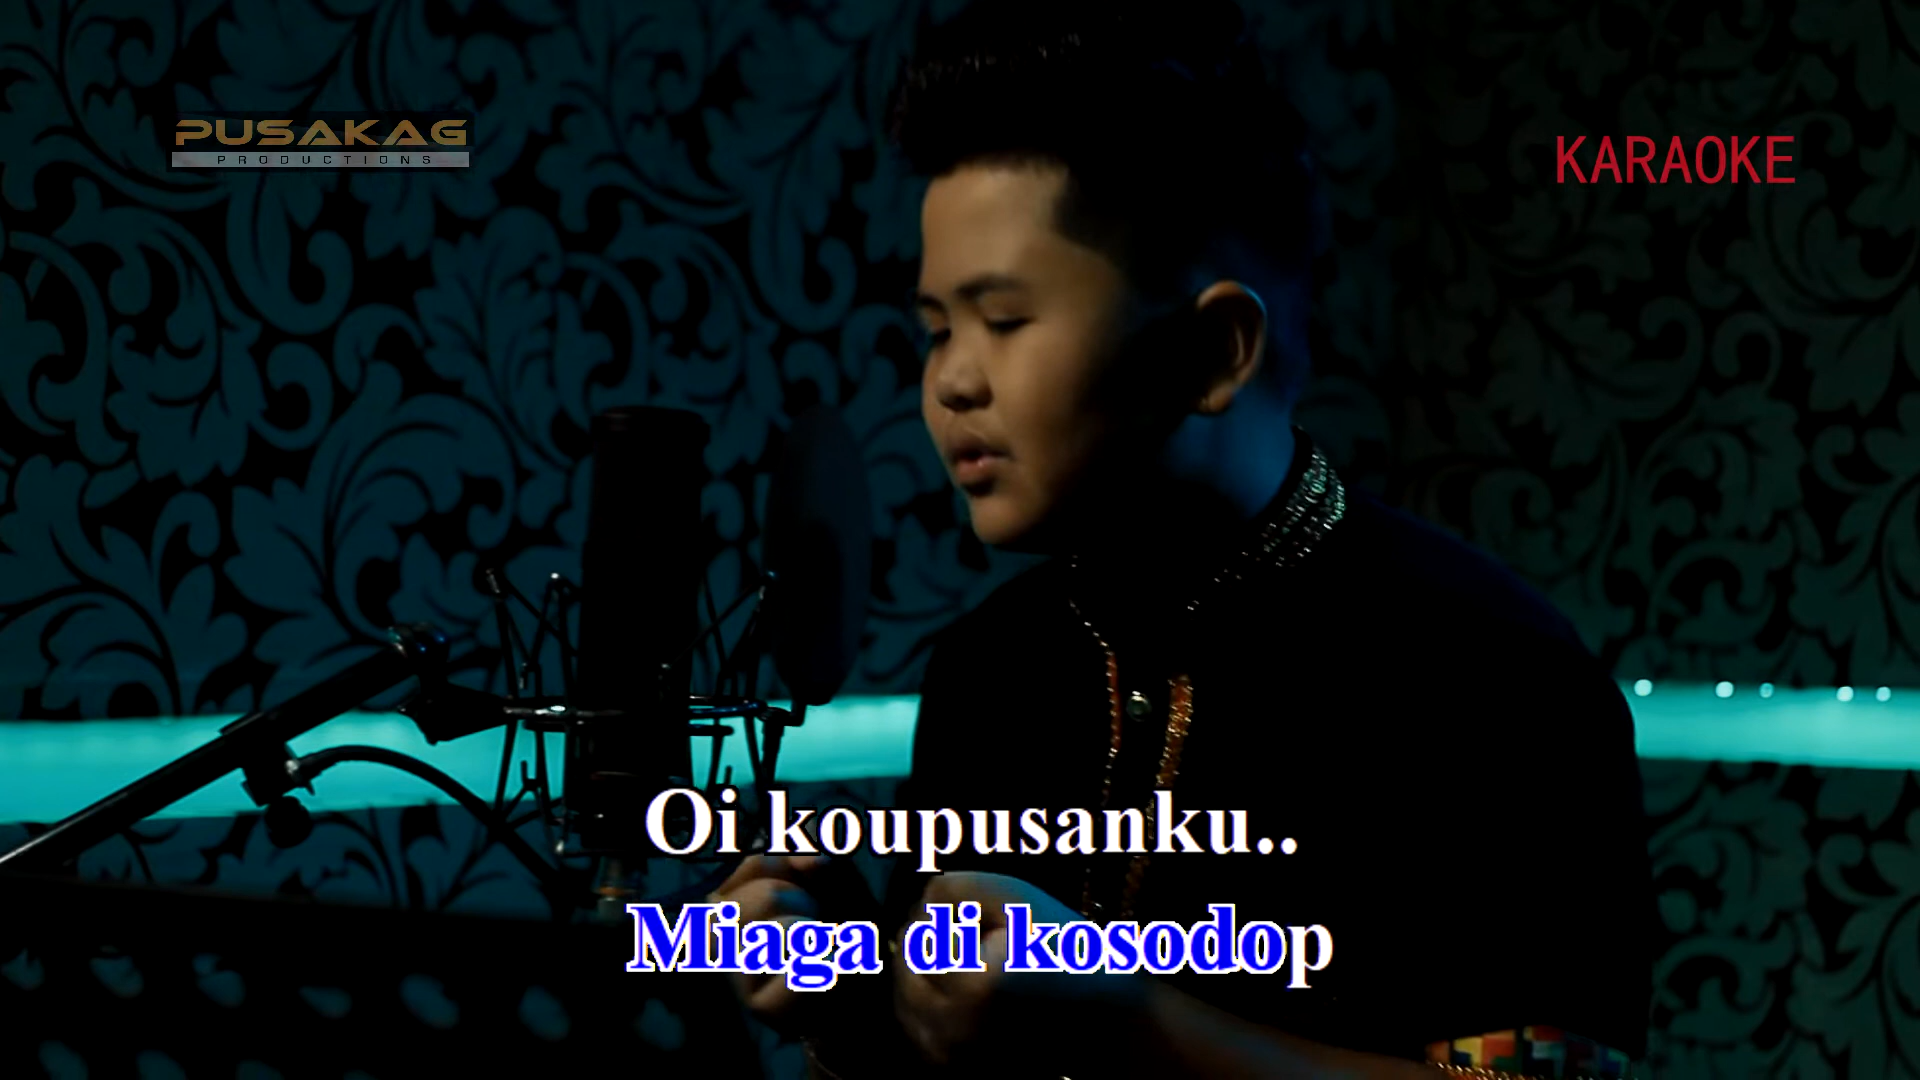 PUSAKAG
PRODUCTIONS
KARAOKE
Oi koupusanku..
Miaga di kosodop